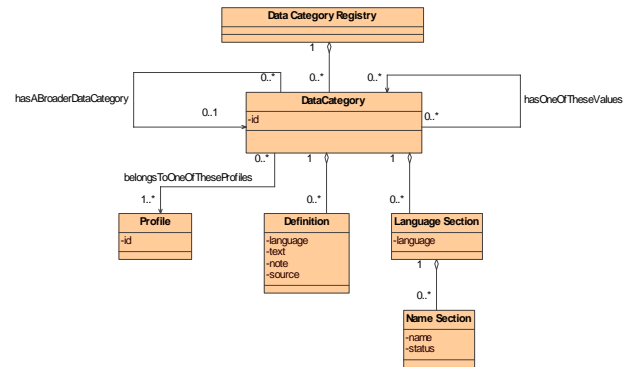 Data Category Registry
1
0..*
0..*
0..*
hasABroaderDataCategory
hasOneOfTheseValues
DataCategory
0..1
-id
0..*
0..*
1
1
belongsToOneOfTheseProfiles
1..*
0..*
0..*
Profile
Definition
Language Section
-id
-language
-language
-text
-note
-source
1
0..*
Name Section
-name
-status